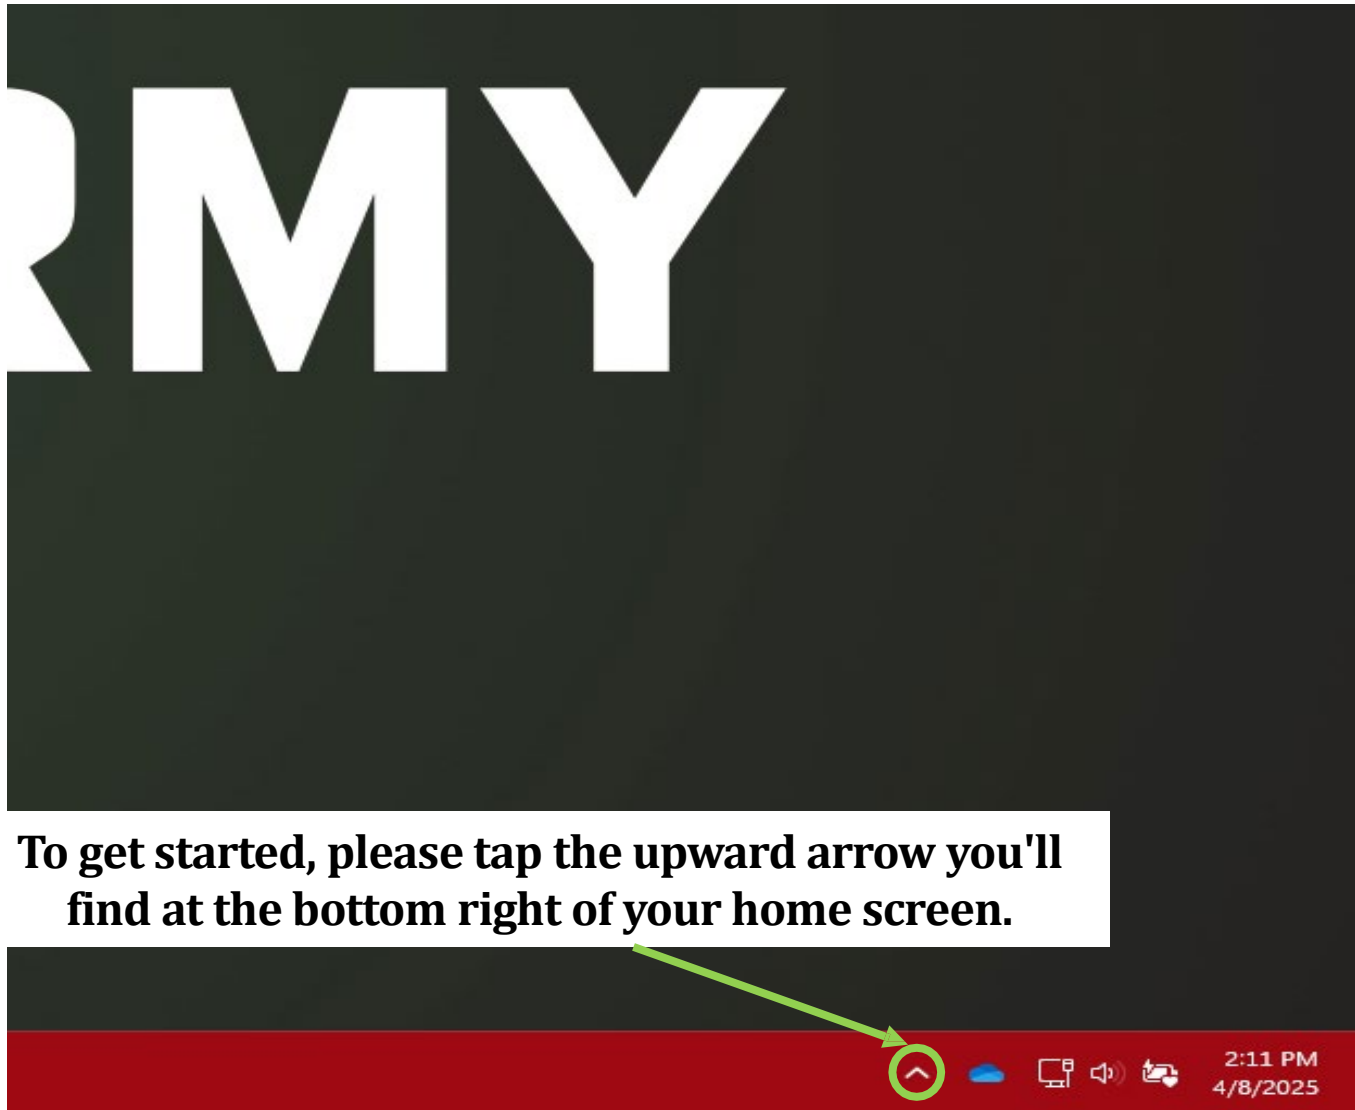 RMY
To get started, please tap the upward arrow you'll
find at the bottom right of your home screen.
2:11 PM
4/8/2025